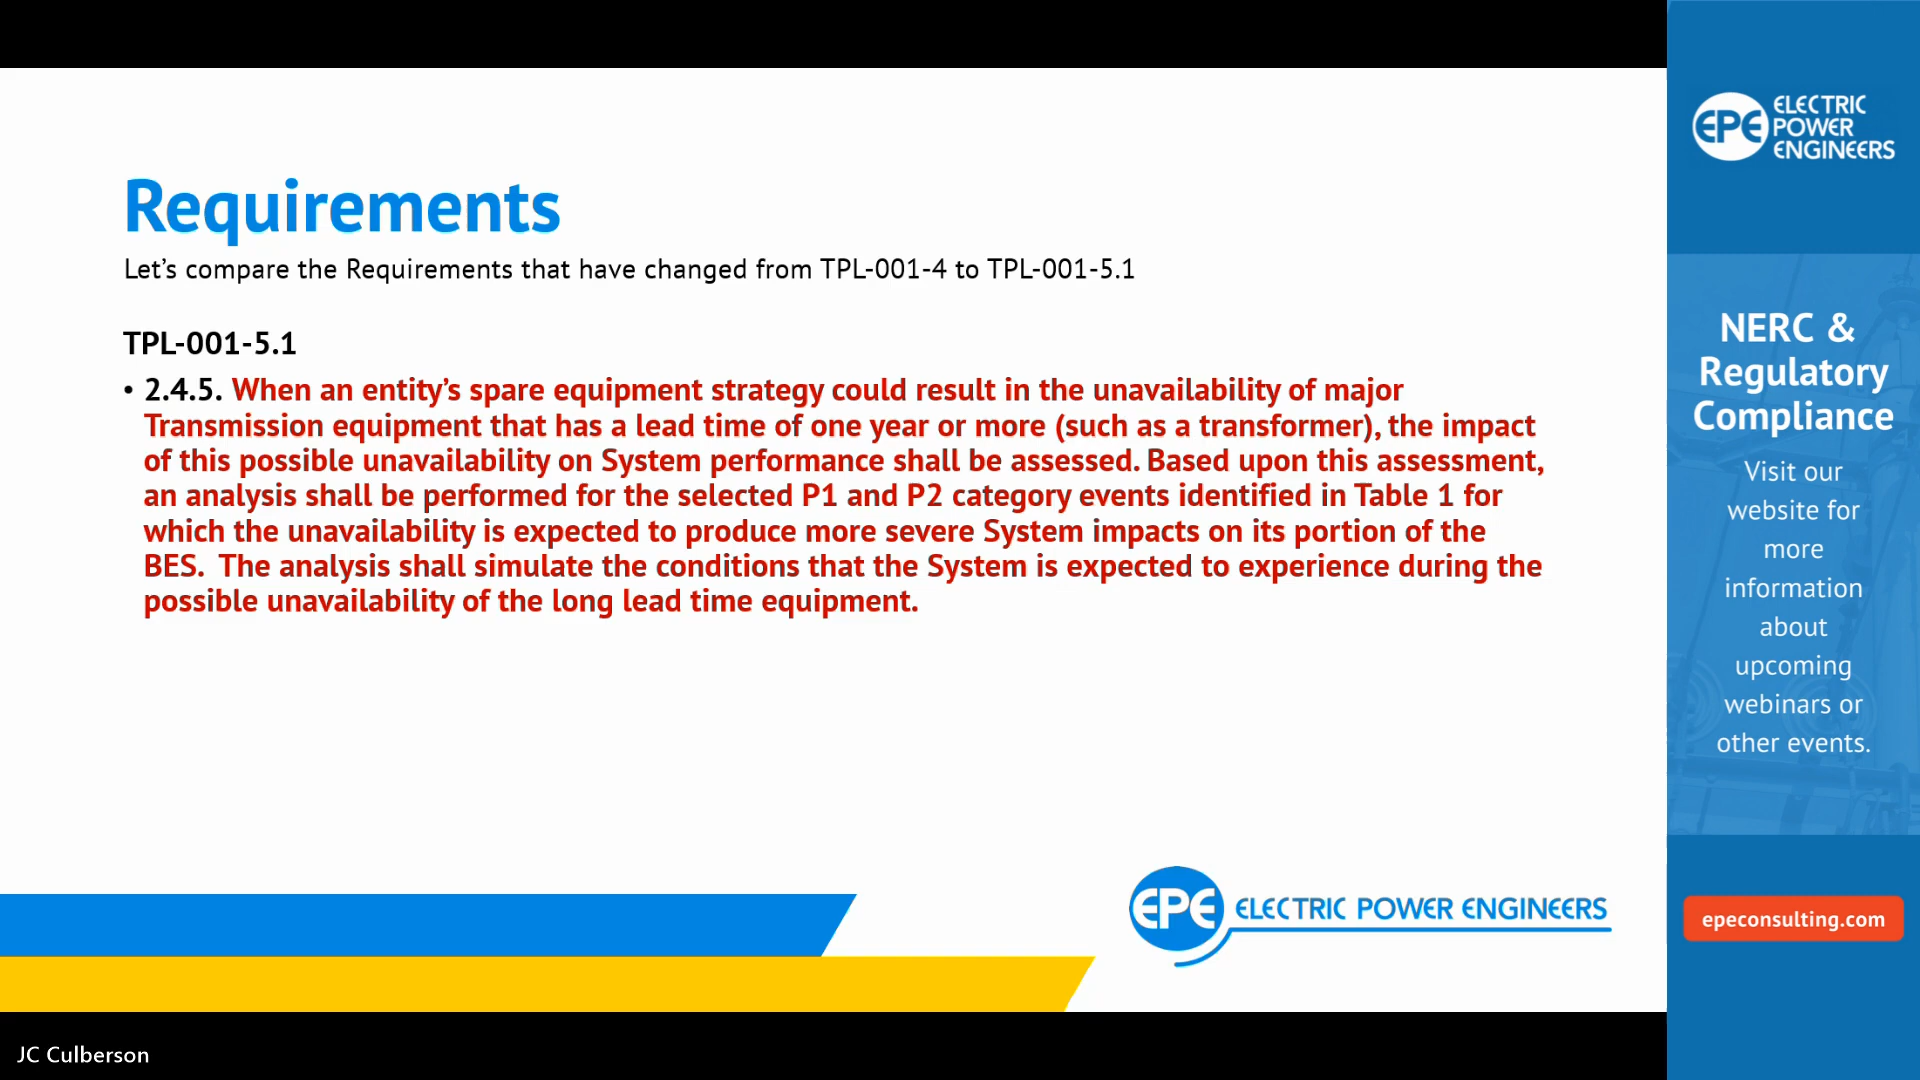 Requirements
Let's compare the Requirements that have changed from TPL-001-4 to TPL-001-5.1
TPL-001-5.1
• 2.4.5. When an entity's spare equipment strategy could result in the unavailability of major
Transmission equipment that has a lead time of one year or more (such as a transformer), the impact
of this possible unavailability on System performance shall be assessed. Based upon this assessment,
an analysis shall be performed for the selected P1 and P2 category events identified in Table 1 for
which the unavailability is expected to produce more severe System impacts on its portion of the
BES.  The analysis shall simulate the conditions that the System is expected to experience during the
possible unavailability of the long lead time equipment.
EPE ELECTRIC POWER ENGINEERS
JC Culberson
EPE
ELECTRIC
POWER
ENGINEERS
NERC &
Regulatory
Compliance
Visit our
website for
more
information
about
upcoming
webinars or
other events.
epeconsulting.com